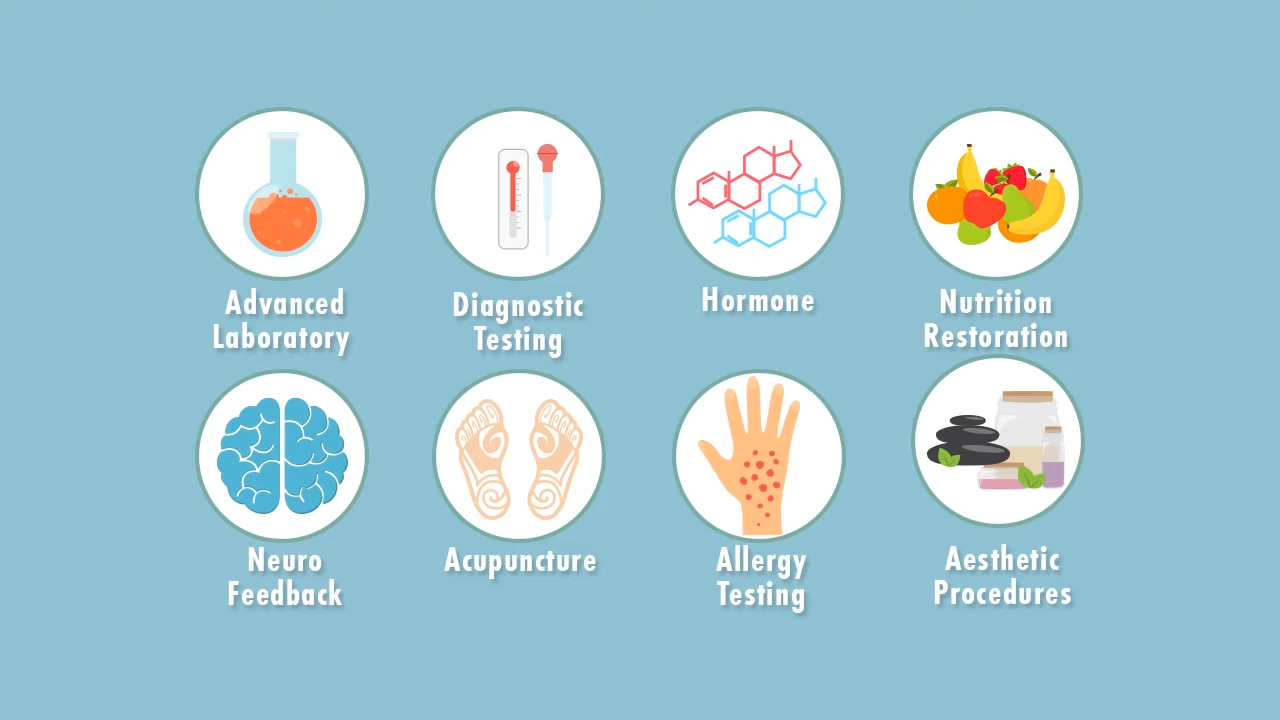 Advanced
Laboratory
Diagnostic
Testing
Hormone
Nutrition
Restoration
Neuro
Feedback
Acupuncture
Allergy
Testing
Aesthetic
Procedures